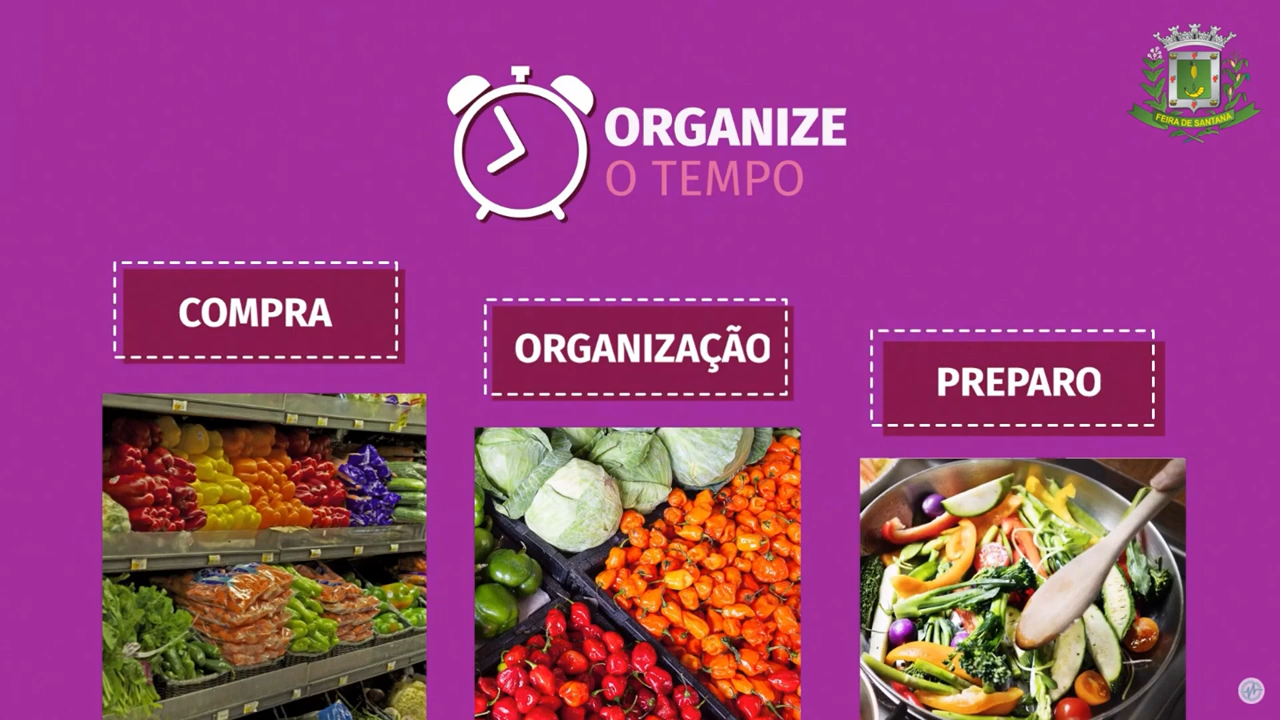 ORGANIZE
O TEMPO
FEIRA DE SANTANA
COMPRA
ORGANIZAÇÃO
PREPARO